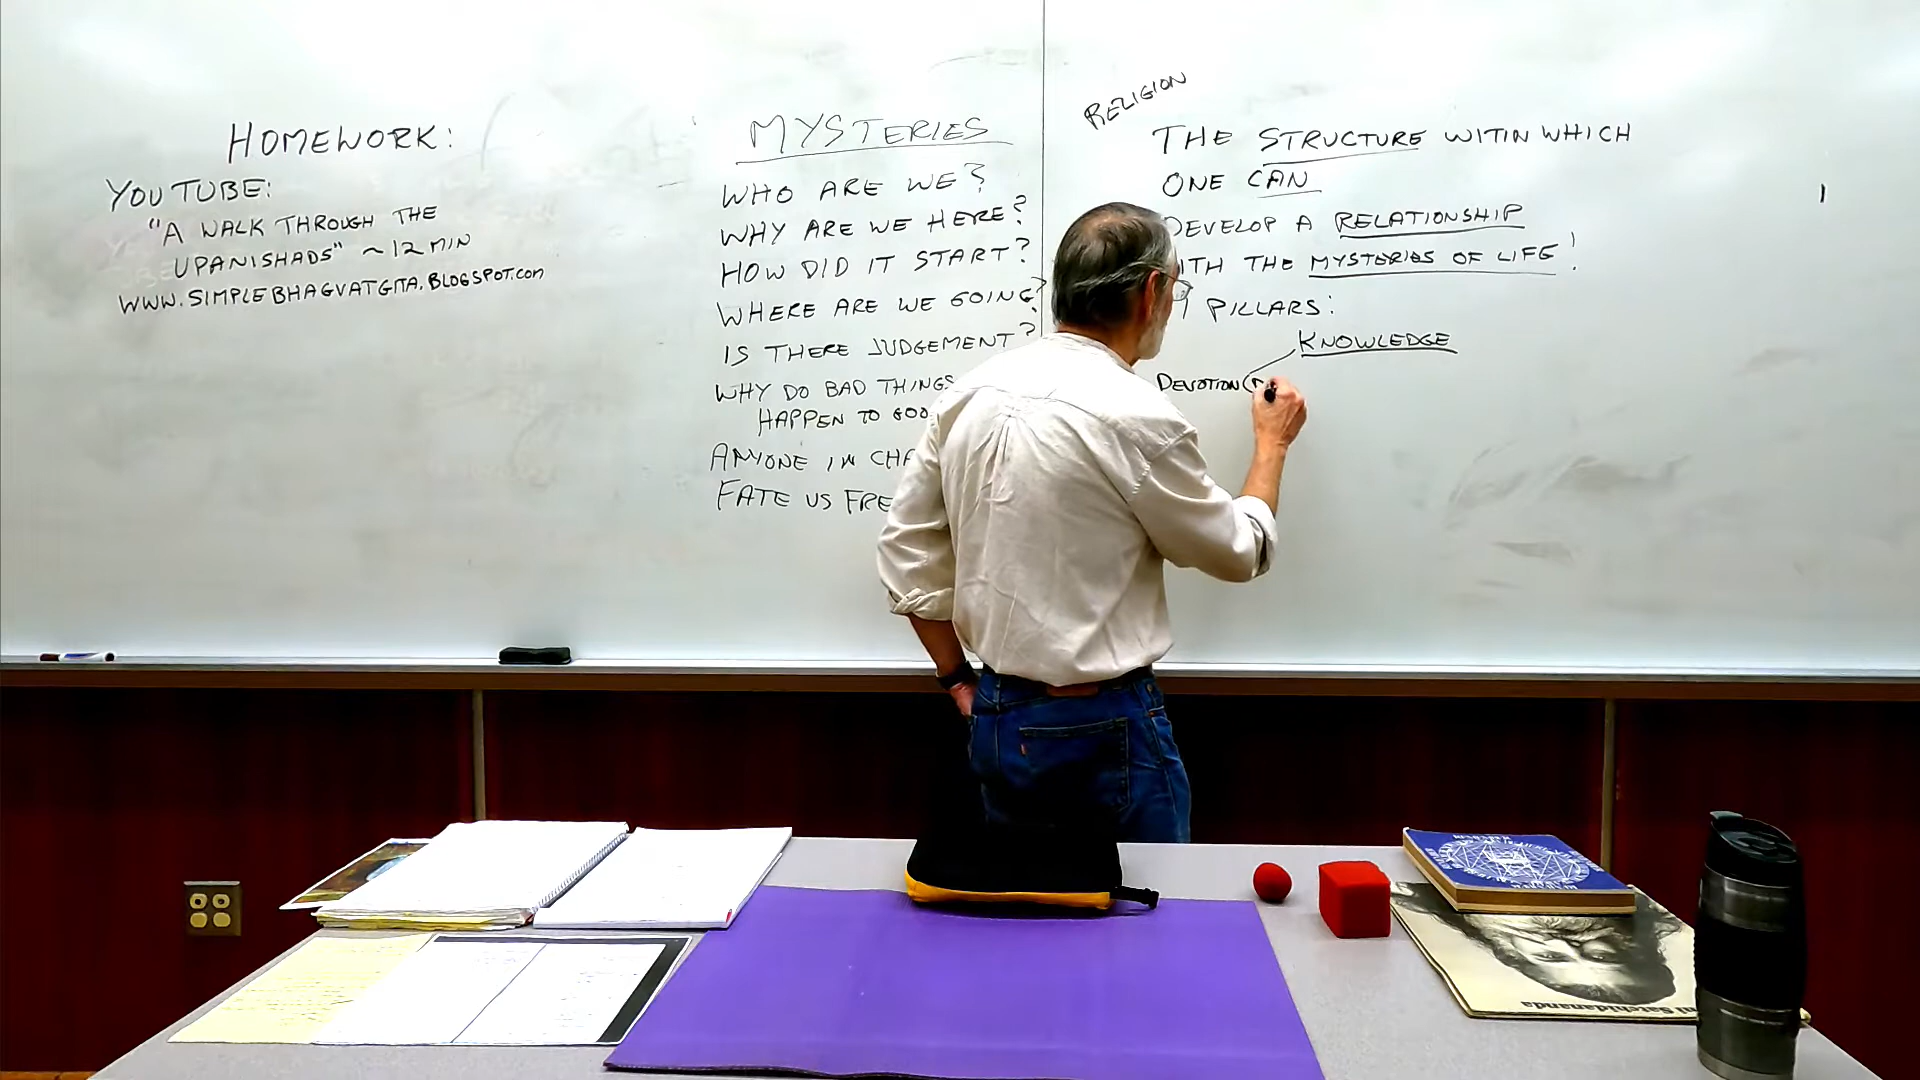 HOMEWORK:
YOUTUBE:
"A WALK THROUGH THE
UPANISHADS" ~12 MIN
WWW.SIMPLEBHAGVATGITA.BLOGSPOT.COM
MYSTERIES
WHO ARE WE?
WHY ARE WE HERE?
HOW DID IT START?
WHERE ARE WE GOING?
IS THERE JUDGEMENT?
WHY DO BAD THINGS
HAPPEN TO GOO
ANYONE IN CHA
FATE VS FRE
RELIGION
THE STRUCTURE WITIN WHICH
ONE CAN
DEVELOP A RELATIONSHIP
ITH THE MYSTERIES OF LIFE!
PILLARS:
KNOWLEDGE
DEVOTION (
Satchidananda